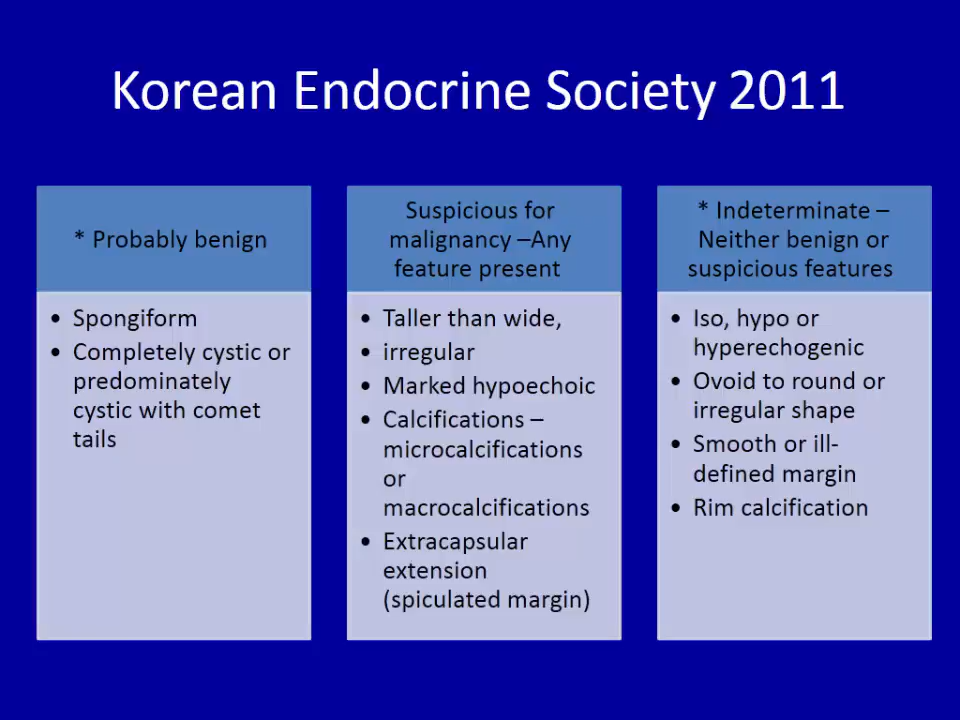 Korean Endocrine Society 2011
* Probably benign
• Spongiform
• Completely cystic or
predominately
cystic with comet
tails
Suspicious for
malignancy –Any
feature present
• Taller than wide,
• irregular
• Marked hypoechoic
• Calcifications –
microcalcifications
or
macrocalcifications
• Extracapsular
extension
(spiculated margin)
* Indeterminate –
Neither benign or
suspicious features
• Iso, hypo or
hyperechogenic
• Ovoid to round or
irregular shape
• Smooth or ill-
defined margin
• Rim calcification